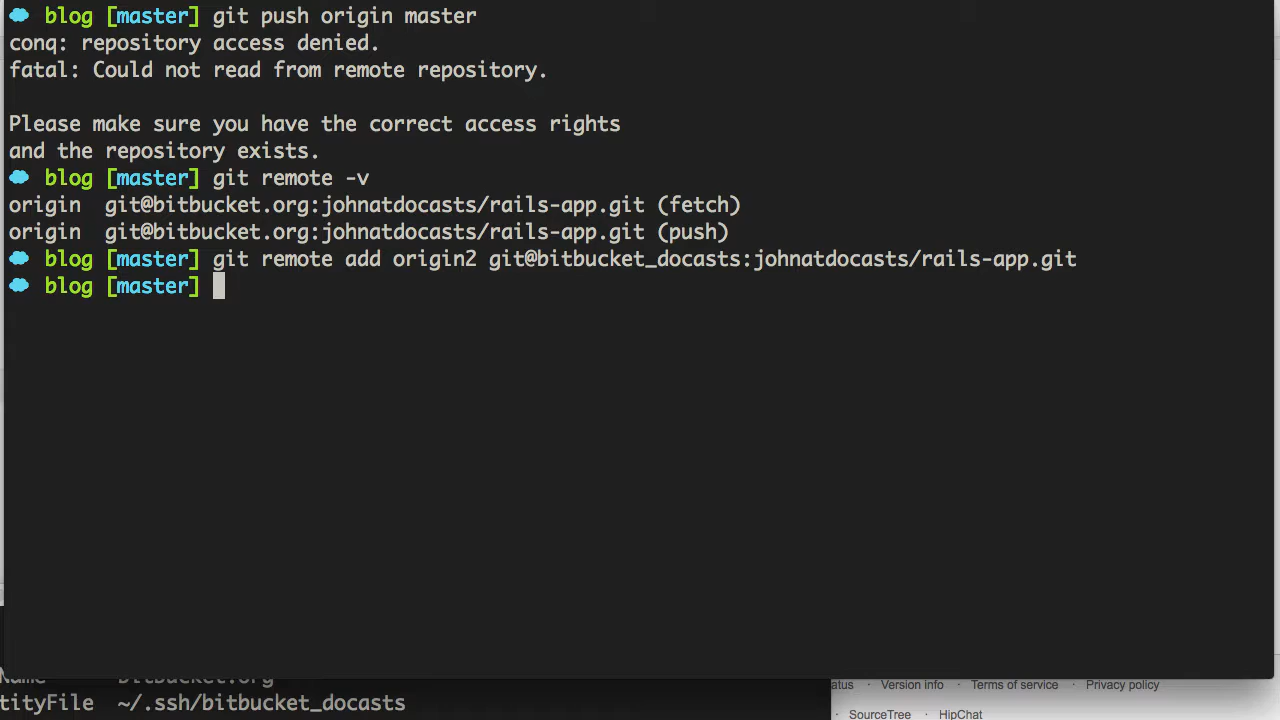 blog [master] git push origin master
conq: repository access denied.
fatal: Could not read from remote repository.
Please make sure you have the correct access rights
and the repository exists.
blog [master] git remote -v
origin  git@bitbucket.org:johnatdocasts/rails-app.git (fetch)
origin  git@bitbucket.org:johnatdocasts/rails-app.git (push)
blog [master] git remote add origin2 git@bitbucket_docasts:johnatdocasts/rails-app.git
blog [master]
tityFile  ~/.ssh/bitbucket_docasts
atus · Version info · Terms of service · Privacy policy
· SourceTree · HipChat